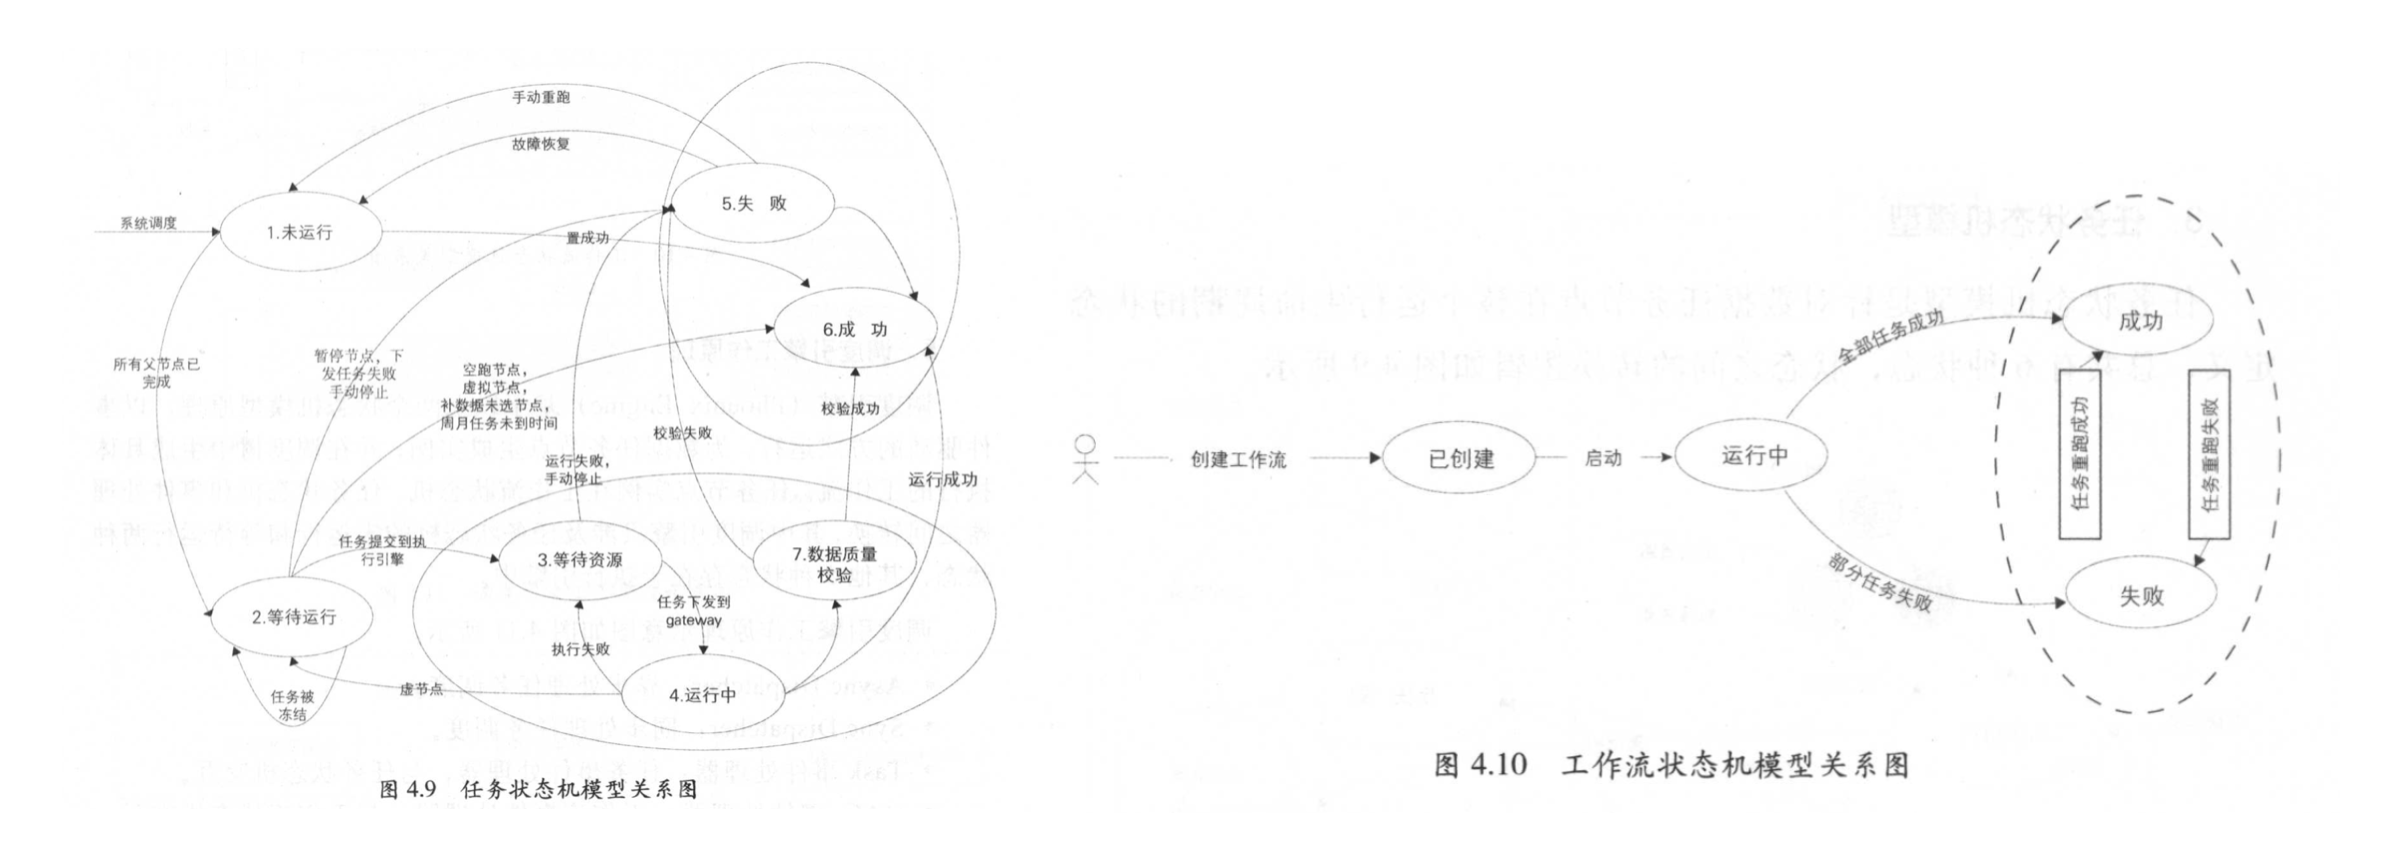 手动重跑
故障恢复
系统调度
1.未运行
5.失 败
置成功
6.成 功
所有父节点已
完成
暂停节点，下
发任务失败
手动停止
空跑节点，
虚拟节点，
补数据未选节点，
周月任务未到时间
校验成功
校验失败
运行失败，
手动停止
运行成功
任务提交到执
行引擎
3.等待资源
7.数据质量
校验
2.等待运行
任务下发到
gateway
执行失败
任务被
冻结
虚节点
4.运行中
图 4.9 任务状态机模型关系图
创建工作流
已创建
启动
运行中
全部任务成功
部分任务失败
成功
任务重跑成功
任务重跑失败
失败
图 4.10 工作流状态机模型关系图